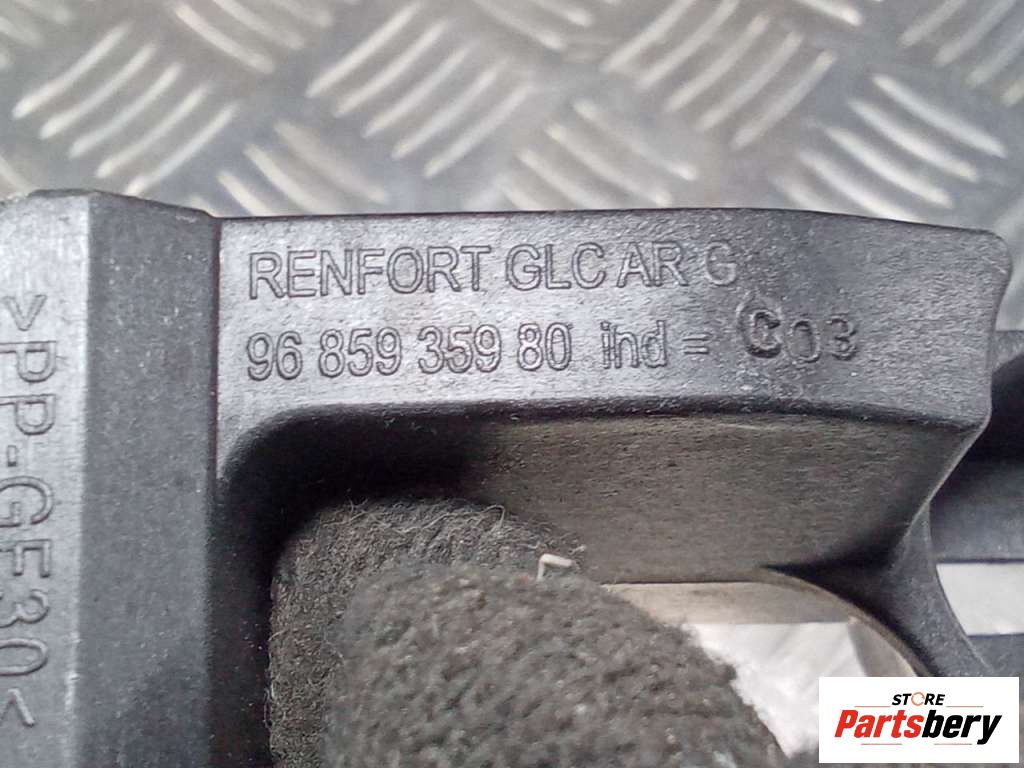 RENFORT GLC AR G
96 859 359 80 ind = C03
>PP-GF30<
STORE
Partsbery